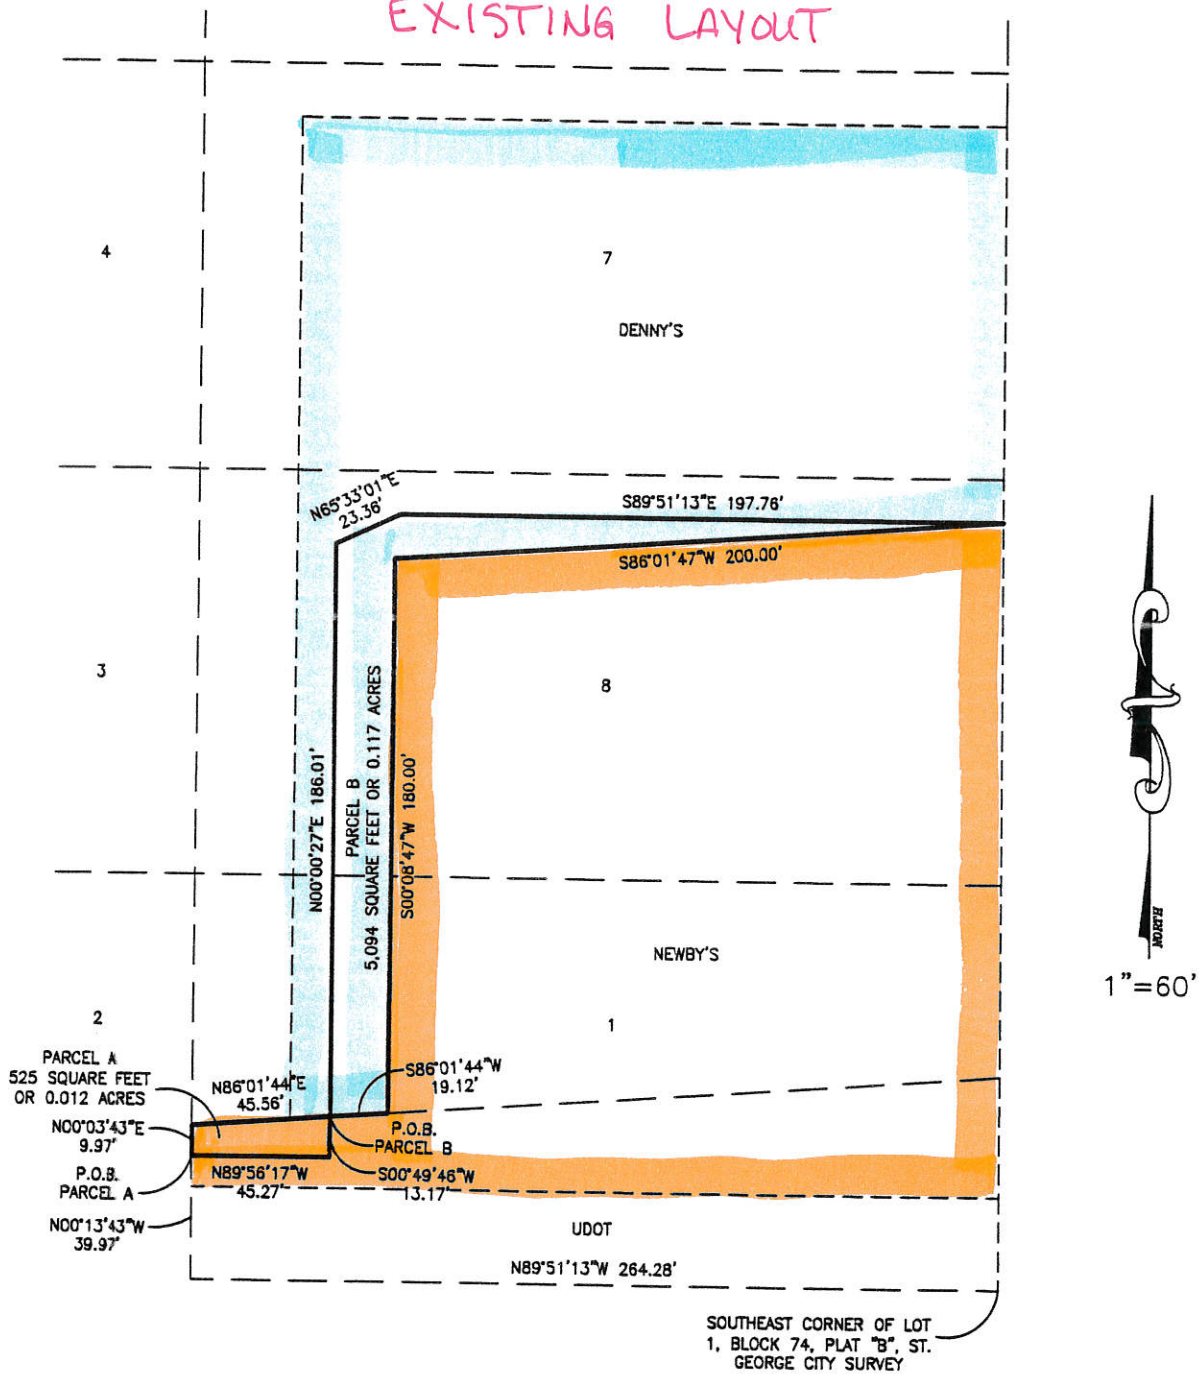 EXISTING LAYOUT
4
7
DENNY'S
N65°33'01"E
23.36'
S89°51'13"E 197.76'
S86°01'47"W 200.00'
3
8
N00°00'27"E 186.01'
PARCEL B
5,094 SQUARE FEET OR 0.117 ACRES
S00°08'47"W 180.00'
NEWBY'S
NORTH
1"=60'
2
1
PARCEL A
525 SQUARE FEET
OR 0.012 ACRES
N86°01'44"E
45.56'
S86°01'44"W
19.12'
N00°03'43"E
9.97'
P.O.B.
PARCEL B
P.O.B.
PARCEL A
N89°56'17"W
45.27'
S00°49'46"W
13.17'
N00°13'43"W
39.97'
UDOT
N89°51'13"W 264.28'
SOUTHEAST CORNER OF LOT
1, BLOCK 74, PLAT "B", ST.
GEORGE CITY SURVEY